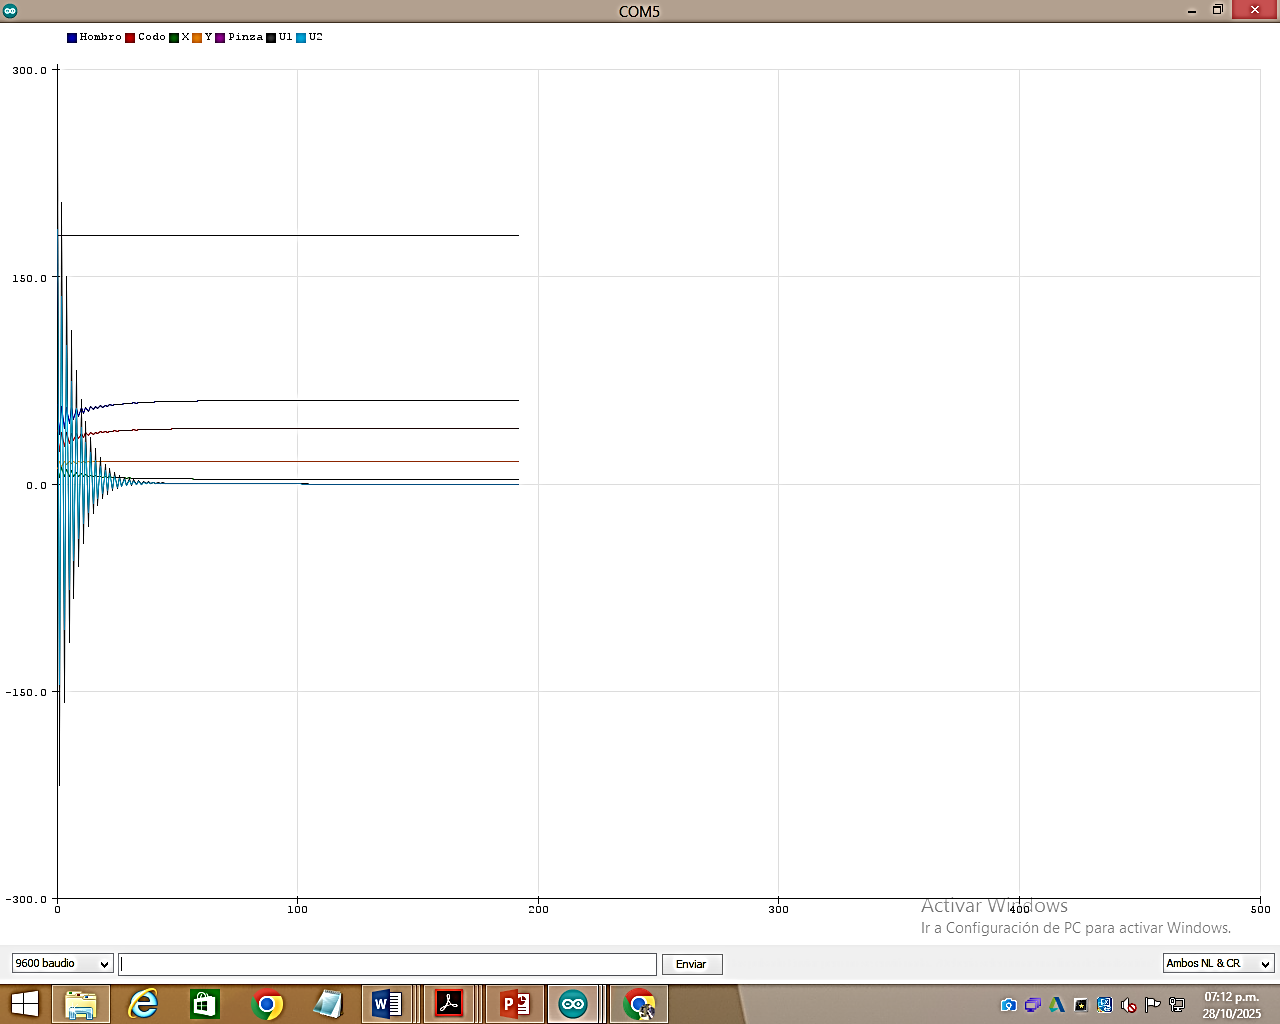 COM5
Hombro Codo X Y Pinza U1 U2
300.0
150.0
0.0
-150.0
-300.0
0 100 200 300 400 500
Activar Windows
Ir a Configuración de PC para activar Windows.
9600 baudio Enviar Ambos NL & CR
07:12 p.m.
28/10/2025